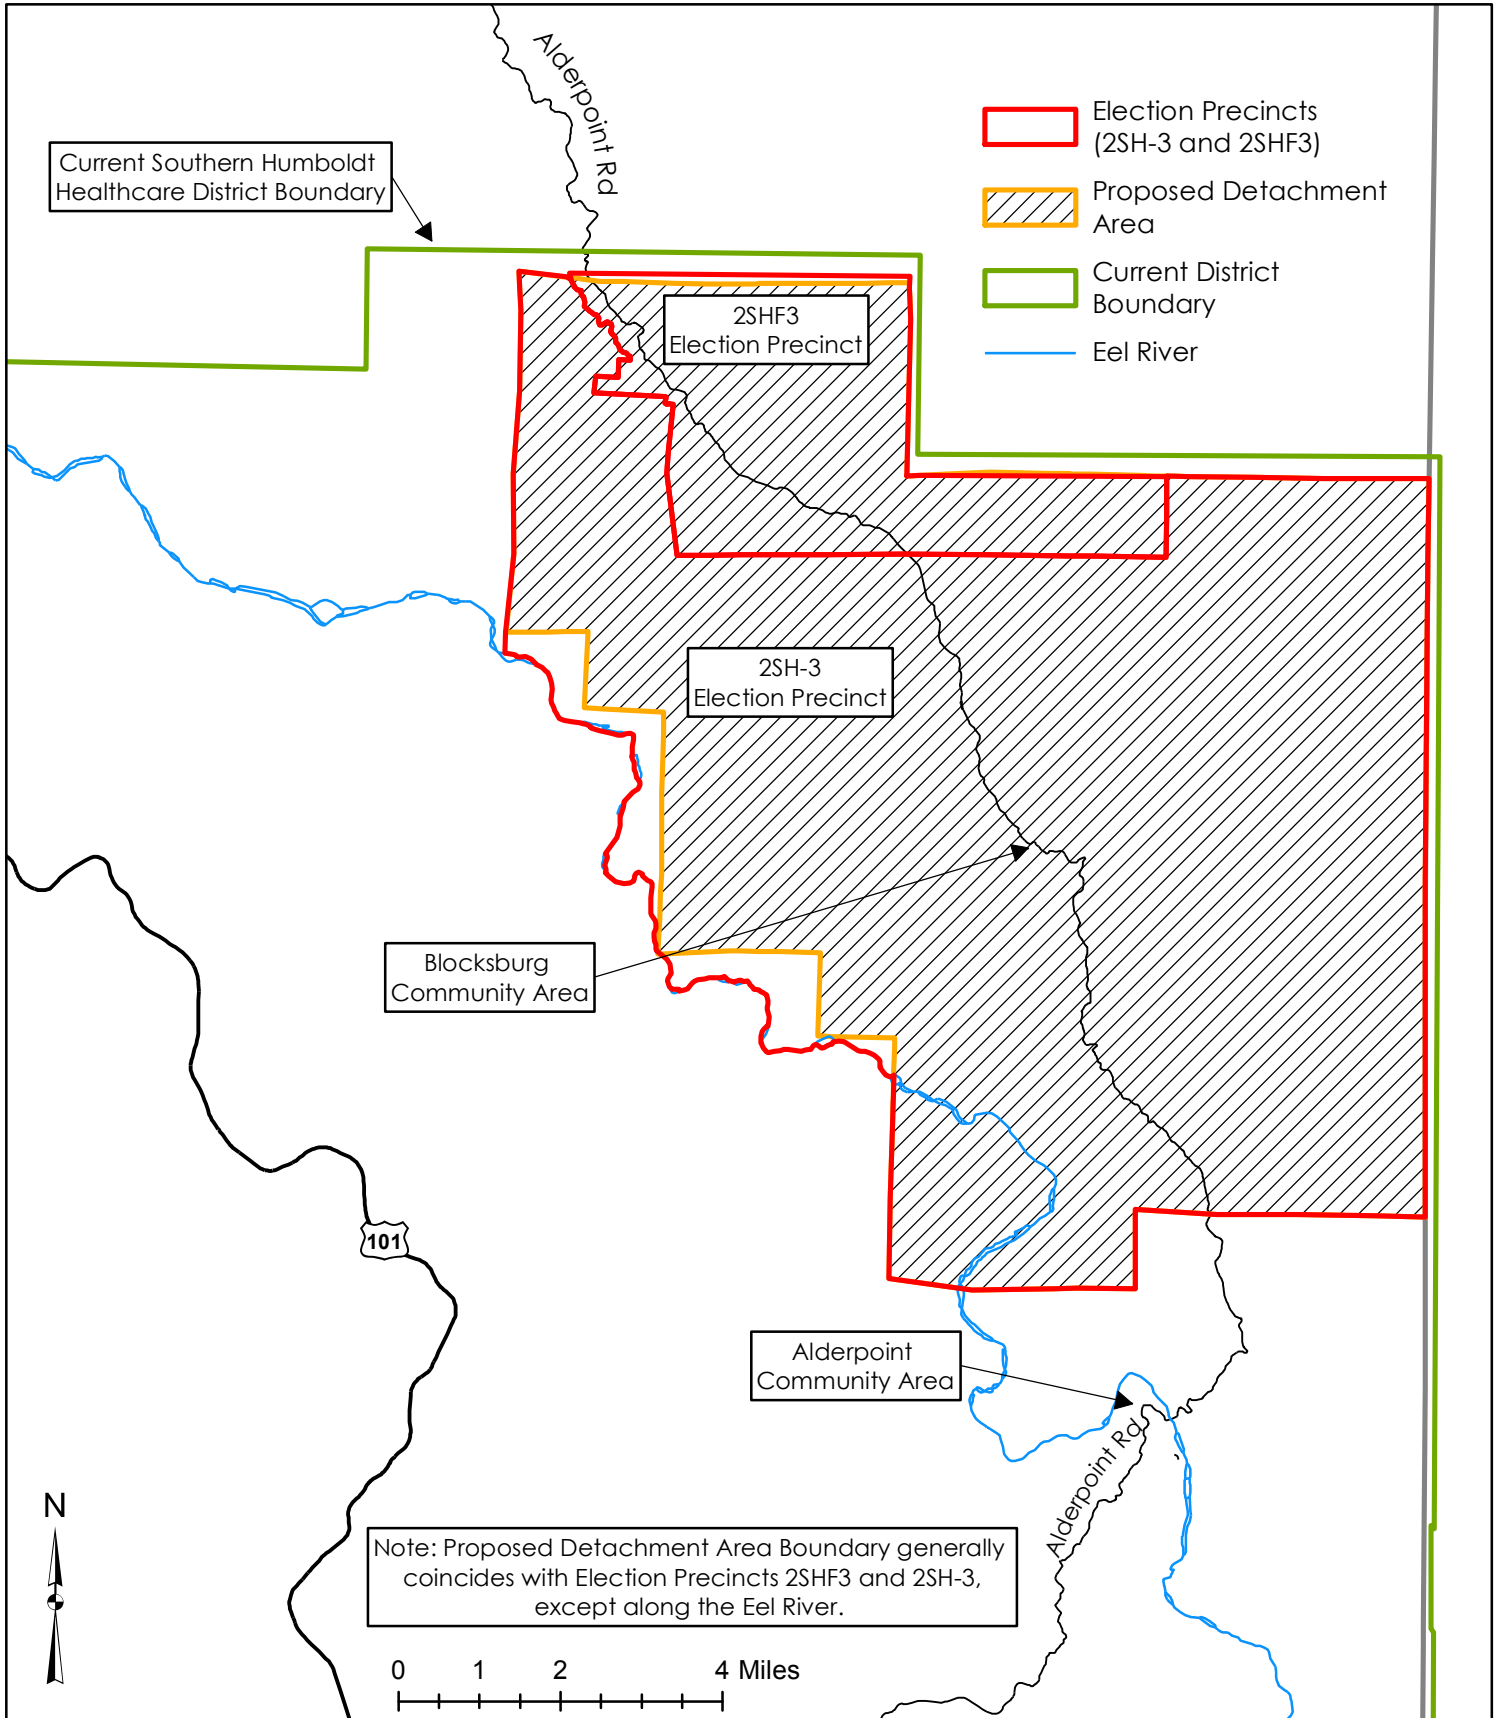 Alderpoint Rd
Election Precincts
(2SH-3 and 2SHF3)
Current Southern Humboldt
Healthcare District Boundary
Proposed Detachment
Area
Current District
Boundary
2SHF3
Election Precinct
Eel River
2SH-3
Election Precinct
Blocksburg
Community Area
101
Alderpoint
Community Area
Alderpoint Rd
N
Note: Proposed Detachment Area Boundary generally
coincides with Election Precincts 2SHF3 and 2SH-3,
except along the Eel River.
0 1 2 4 Miles